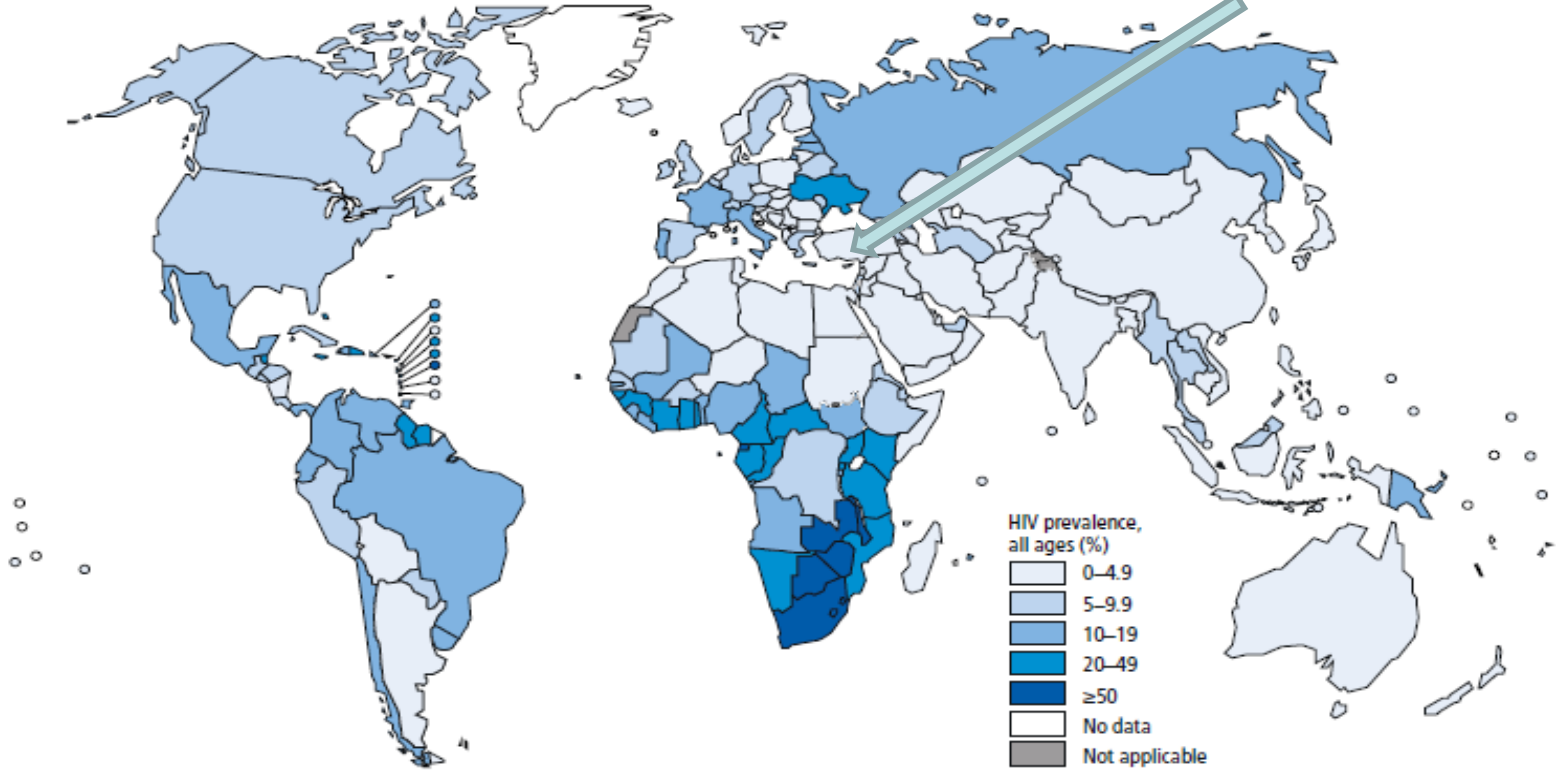 HIV prevalence,
all ages (%)
0–4.9
5–9.9
10–19
20–49
≥50
No data
Not applicable